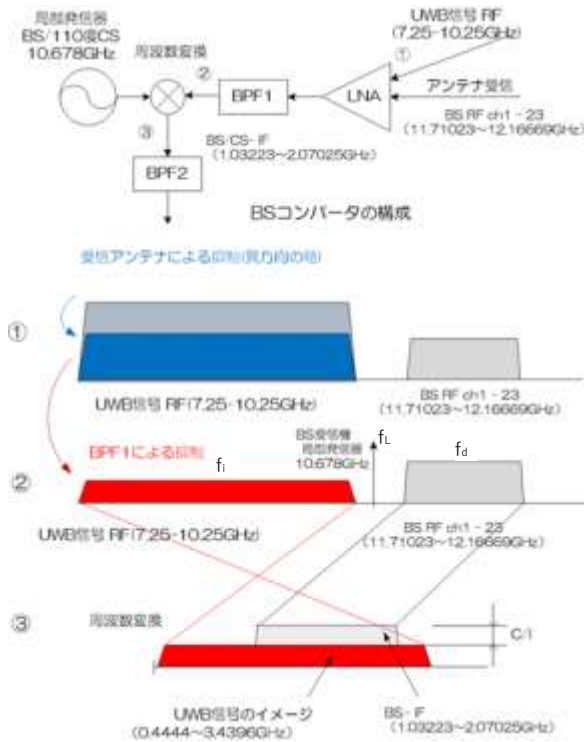 局部発信器
BS/110度CS
10.678GHz
周波数変換
UWB信号 RF
(7.25-10.25GHz)
①
②
BPF1
LNA
アンテナ受信
③
BS RF ch1 - 23
(11.71023〜12.16669GHz)
BS/CS- IF
(1.03223〜2.07025GHz)
BPF2
BSコンバータの構成
受信アンテナによる抑制(異方向の時)
①
UWB信号 RF(7.25- 10.25GHz)
BS RF ch1 - 23
(11.71023〜12.16669GHz)
BPF1による抑制
fi
BS受信機
局部発信器
10.678GHz
fL
fd
②
UWB信号 RF(7.25- 10.25GHz)
BS RF ch1 - 23
(11.71023〜12.16669GHz)
③
周波数変換
C/I
UWB信号のイメージ
(0.4444〜3.4396GHz)
BS- IF
(1.03223〜2.07025GHz)